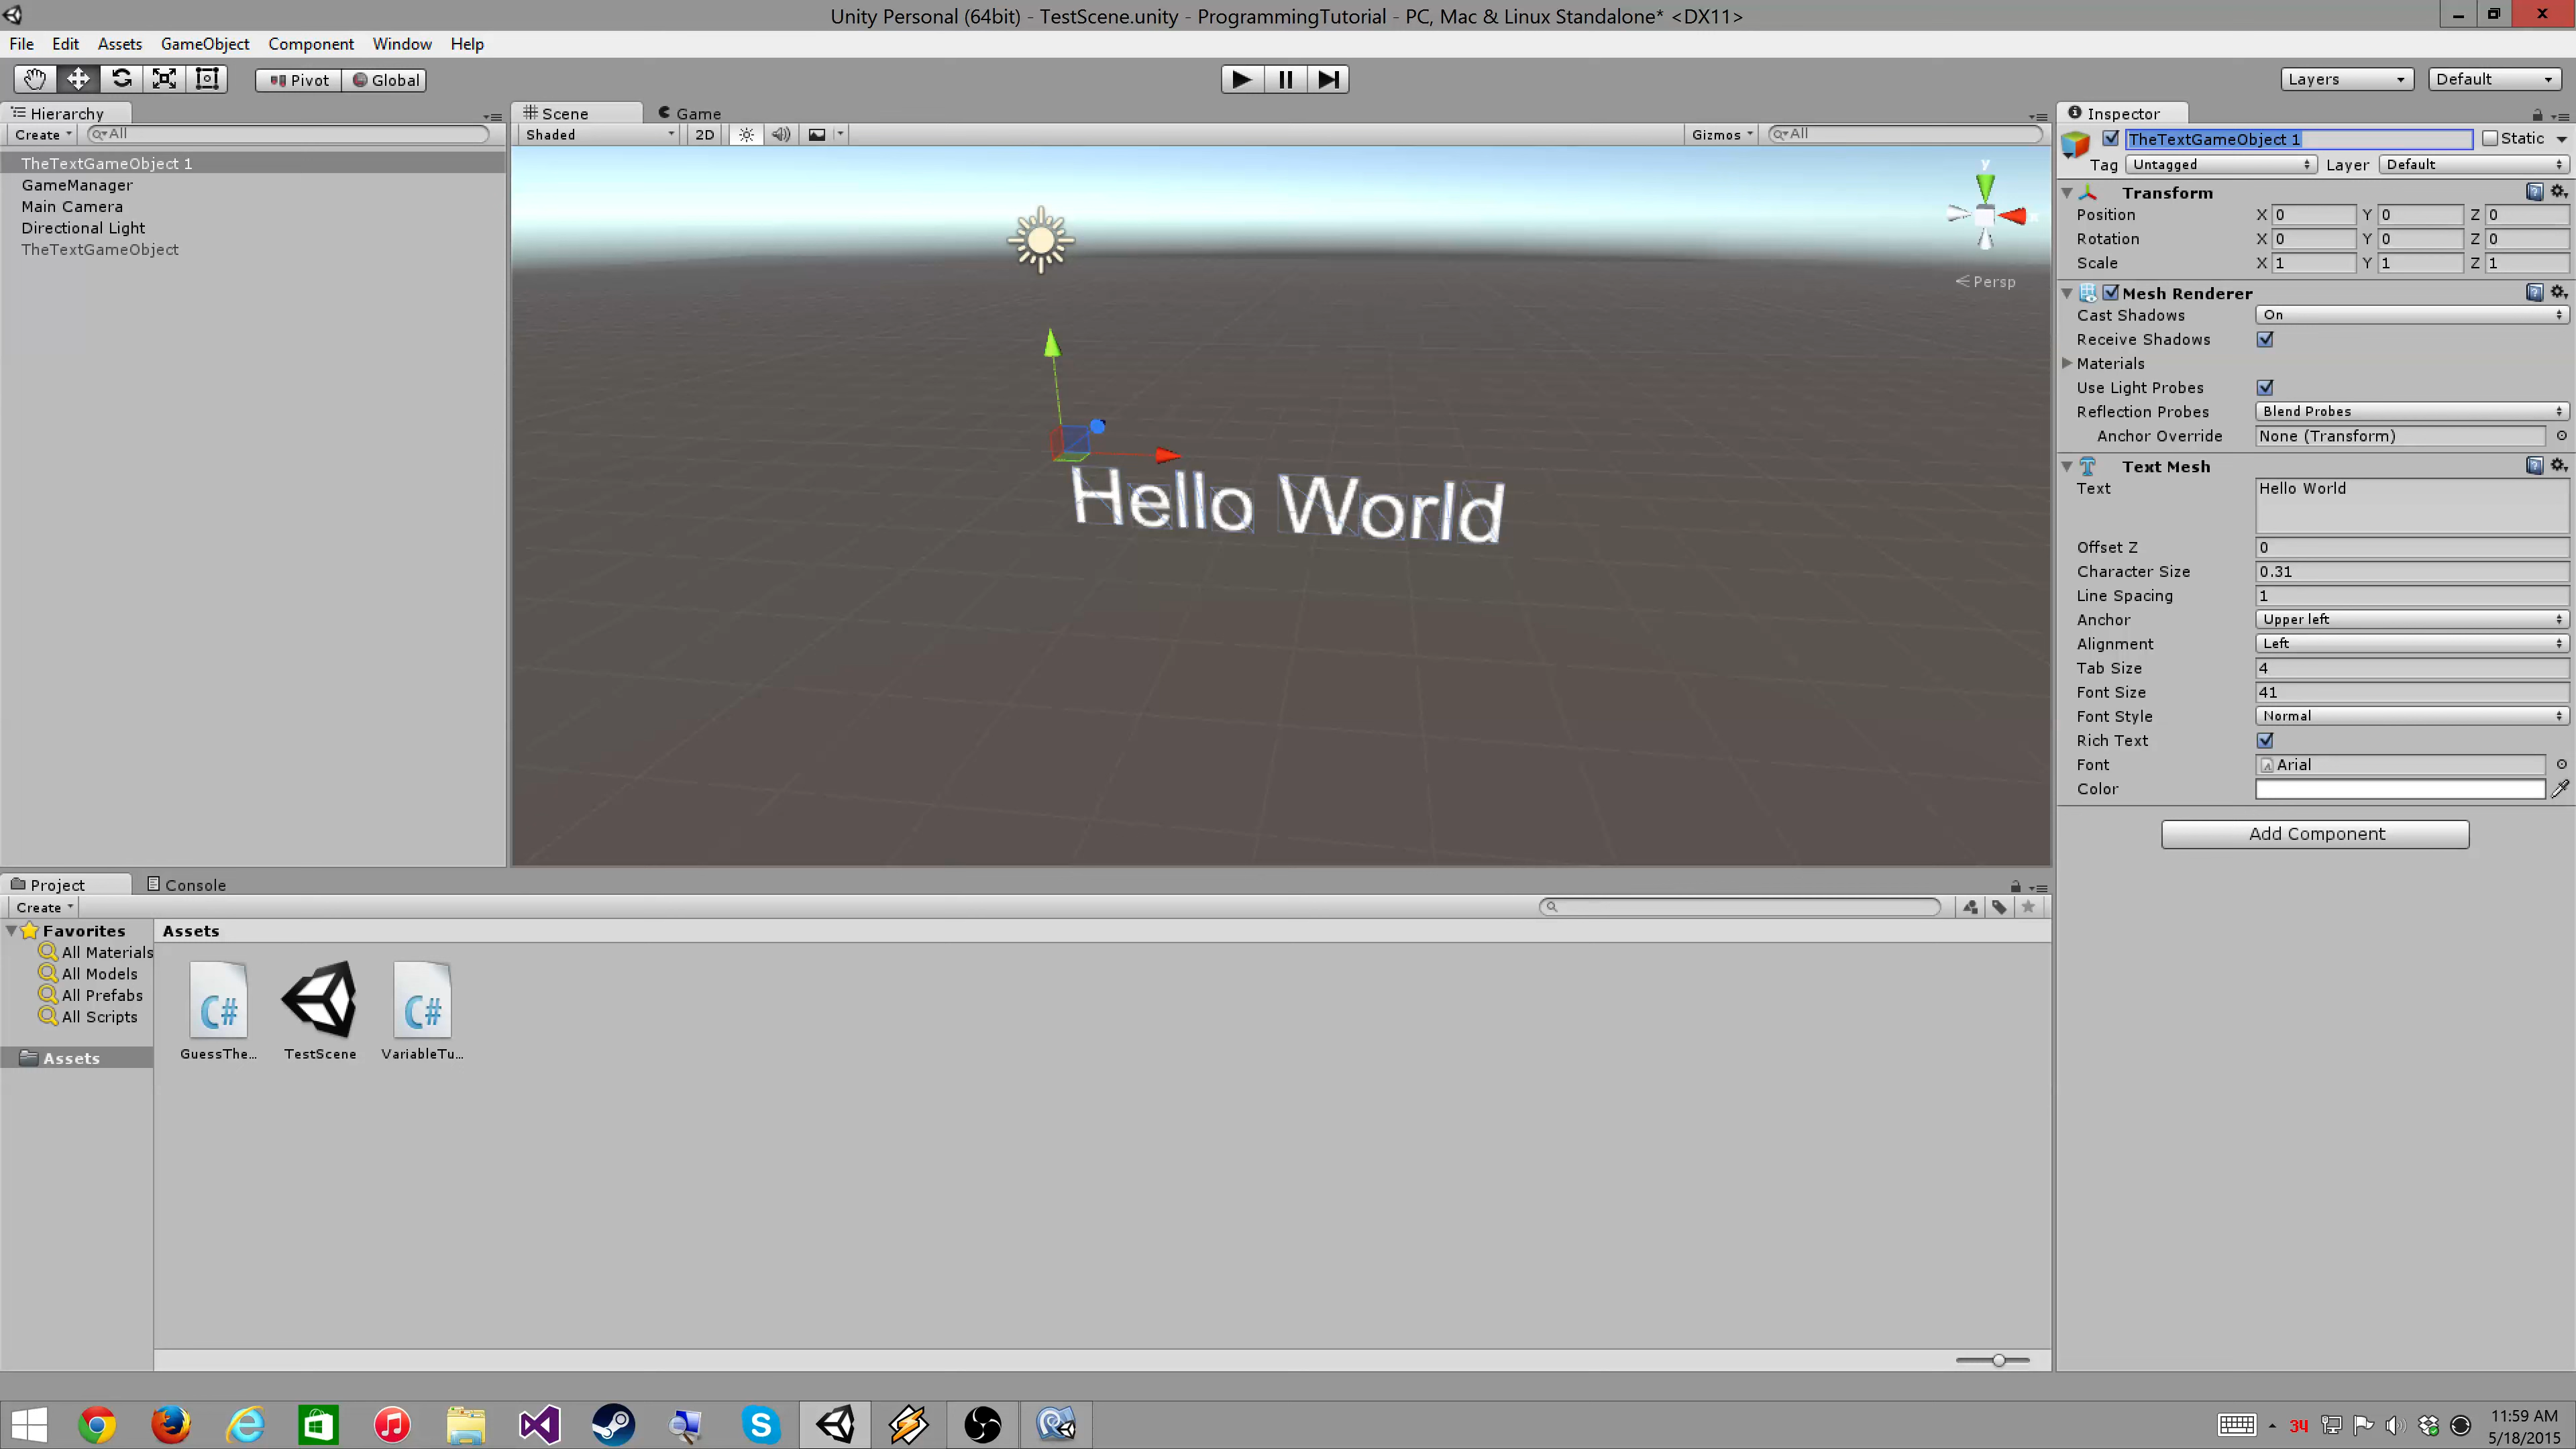 Unity Personal (64bit) - TestScene.unity - ProgrammingTutorial - PC, Mac & Linux Standalone* <DX11>
File Edit Assets GameObject Component Window Help
Pivot Global Layers Default
Hierarchy
Create All
TheTextGameObject 1
GameManager
Main Camera
Directional Light
TheTextGameObject
Scene Game
Shaded 2D Gizmos All
y
x
Persp
Hello World
Inspector
TheTextGameObject 1 Static
Tag Untagged Layer Default
Transform
Position X 0 Y 0 Z 0
Rotation X 0 Y 0 Z 0
Scale X 1 Y 1 Z 1
Mesh Renderer
Cast Shadows On
Receive Shadows
Materials
Use Light Probes
Reflection Probes Blend Probes
Anchor Override None (Transform)
Text Mesh
Text Hello World
Offset Z 0
Character Size 0.31
Line Spacing 1
Anchor Upper left
Alignment Left
Tab Size 4
Font Size 41
Font Style Normal
Rich Text
Font Arial
Color
Add Component
Project Console
Create
Favorites
All Materials
All Models
All Prefabs
All Scripts
Assets
Assets
C# C#
GuessThe... TestScene VariableTu...
34
11:59 AM
5/18/2015